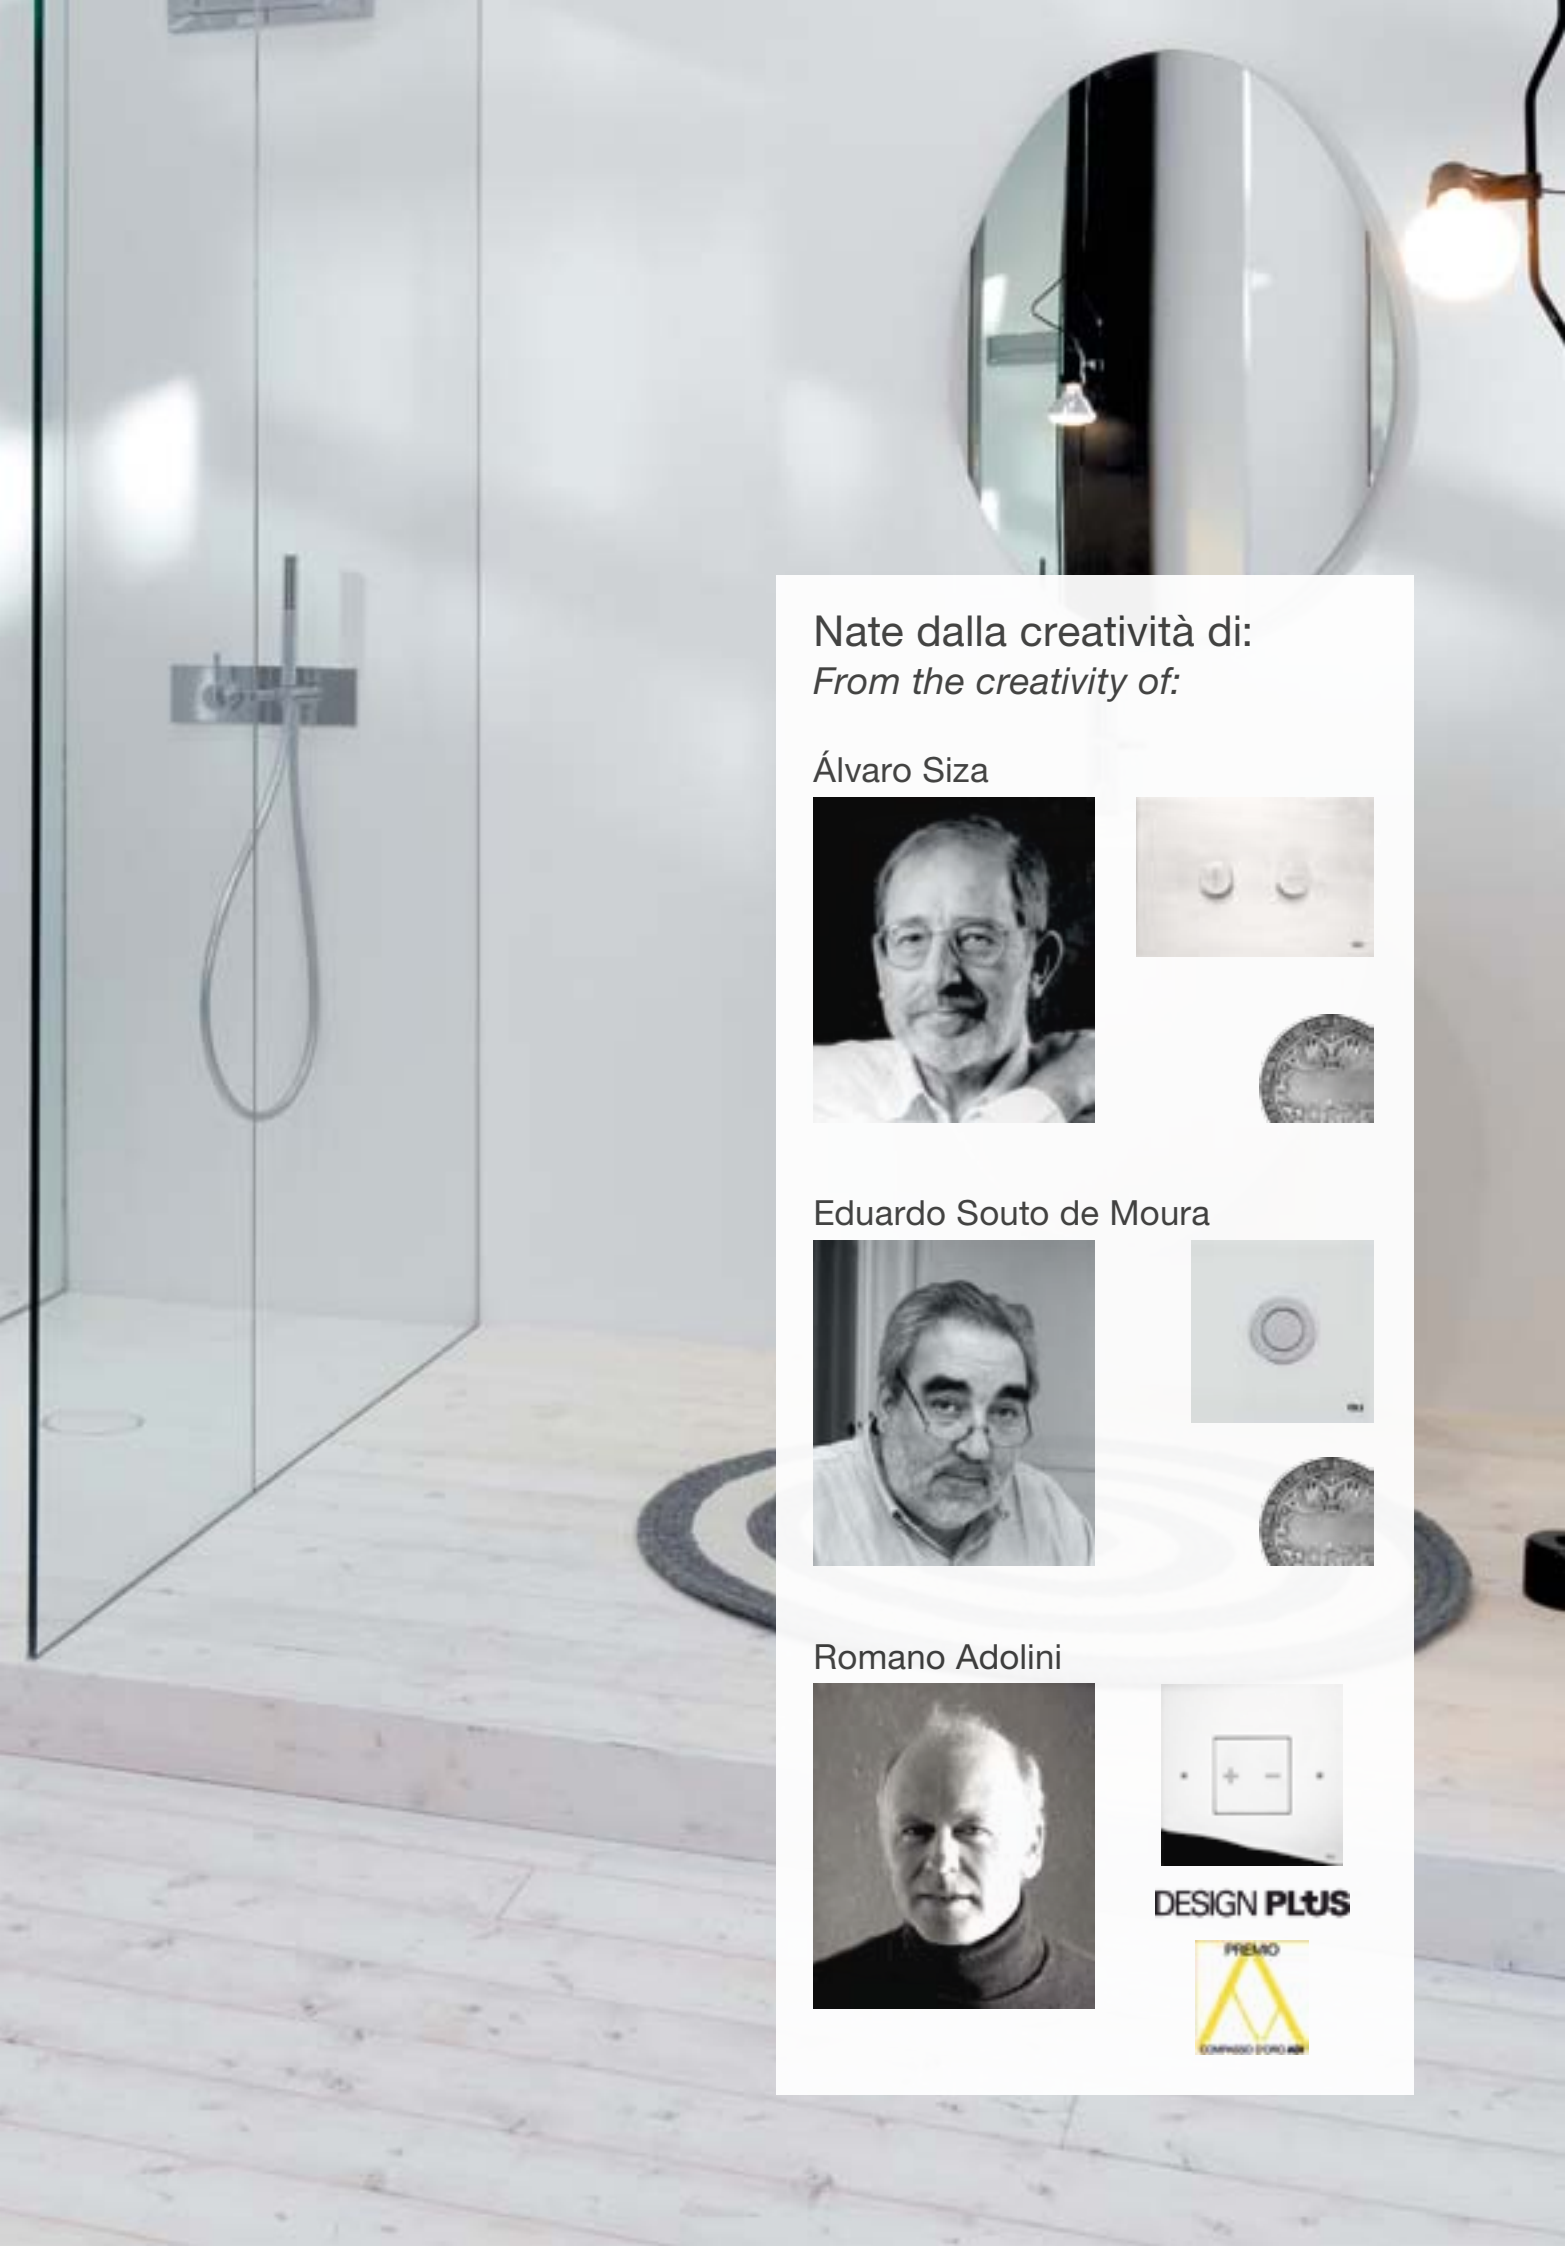 Nate dalla creatività di:
From the creativity of:
Álvaro Siza
Eduardo Souto de Moura
Romano Adolini
+ −
DESIGN PLUS
PREMIO
COMPASSO D'ORO ADI